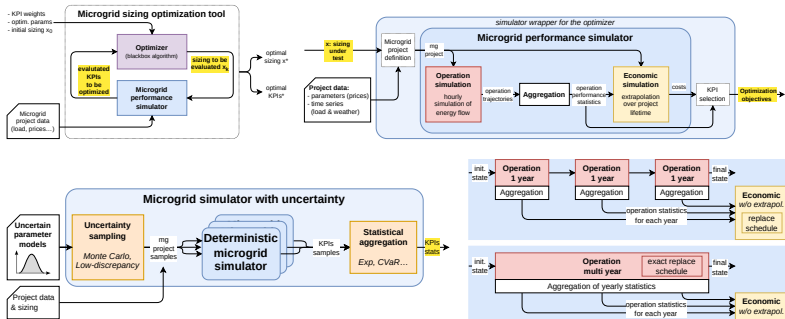 Microgrid sizing optimization tool
- KPI weights
- optim. params
- initial sizing x0
Optimizer
(blackbox algorithm)
evalutated
KPIs
to be
optimized
sizing to be
evaluated xk
Microgrid
performance
simulator
Microgrid
project data
(load, prices...)
optimal
sizing x*
optimal
KPIs*
simulator wrapper for the optimizer
Microgrid performance simulator
x: sizing
under
test
Microgrid
project
definition
mg
project
Project data:
- parameters (prices)
- time series
(load & weather)
Operation
simulation
hourly
simulation of
energy flow
operation
trajectories
Aggregation
operation
performance
statistics
Economic
simulation
extrapolation
over project
lifetime
costs
KPI
selection
Optimization
objectives
Microgrid simulator with uncertainty
Uncertain
parameter
models
Project data
& sizing
Uncertainty
sampling
Monte Carlo,
Low-discrepancy
mg
project
samples
Deterministic
microgrid
simulator
KPIs
samples
Statistical
aggregation
Exp, CVaR...
KPIs
stats
init.
state
Operation
1 year
Aggregation
Operation
1 year
Aggregation
Operation
1 year
Aggregation
final
state
operation statistics
for each year
Economic
w/o extrapol.
replace
schedule
init.
state
Operation
multi year
exact replace
schedule
final
state
Aggregation of yearly statistics
operation statistics
for each year
Economic
w/o extrapol.